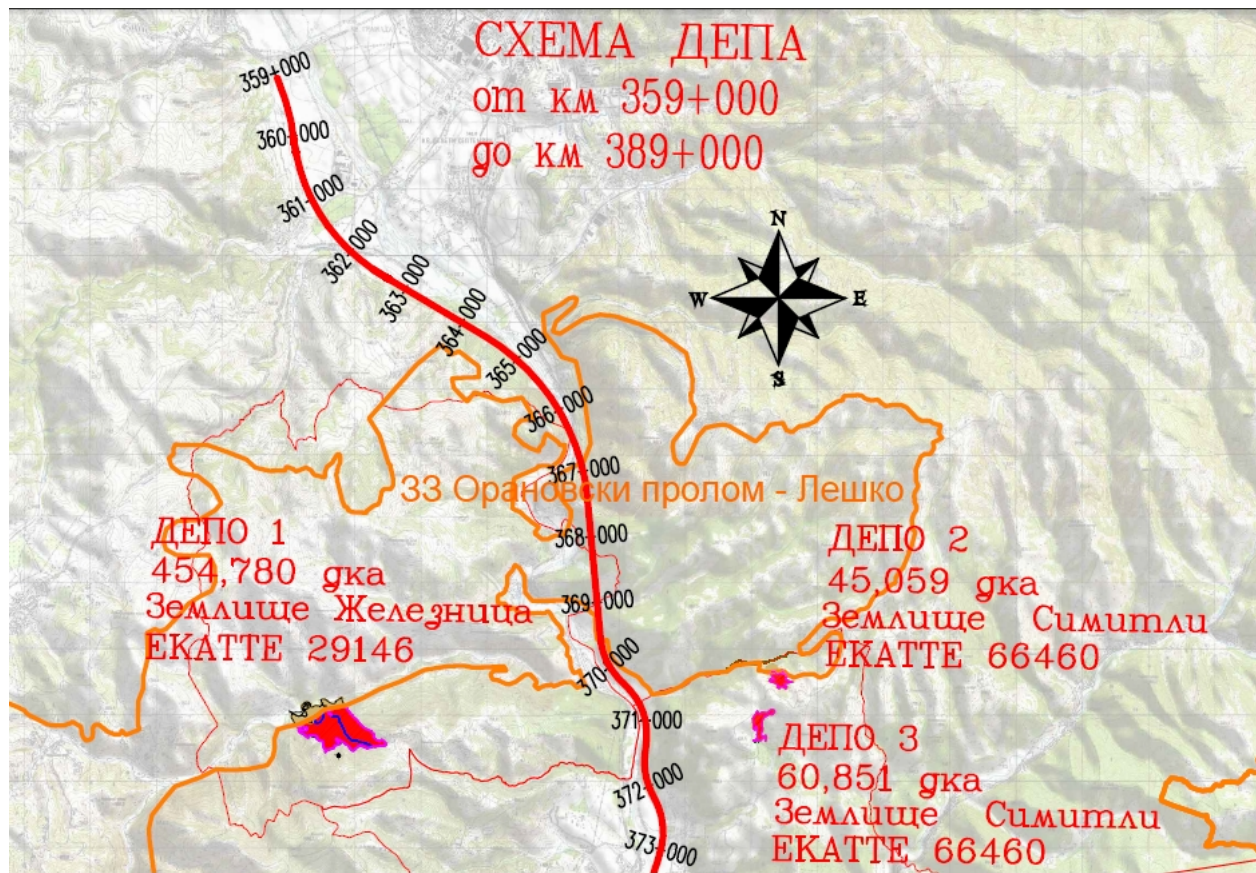 СХЕМА ДЕПА
от км 359+000
до км 389+000
359+000
360+000
361+000
362+000
363+000
364+000
365+000
366+000
367+000
368+000
369+000
370+000
371+000
372+000
373+000
N
W
E
S
ЗЗ Орановски пролом - Лешко
ДЕПО 1
454,780 дка
Землище Железница
ЕКАТТЕ 29146
ДЕПО 2
45,059 дка
Землище Симитли
ЕКАТТЕ 66460
ДЕПО 3
60,851 дка
Землище Симитли
ЕКАТТЕ 66460